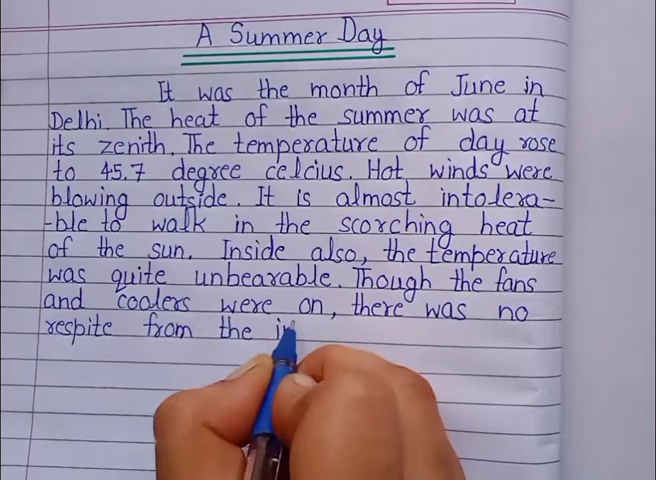 A Summer Day
It was the month of June in
Delhi. The heat of the summer was at
its zenith. The temperature of day rose
to 45.7 degree celcius. Hot winds were
blowing outside. It is almost intolera-
-ble to walk in the scorching heat
of the sun. Inside also, the temperature
was quite unbearable. Though the fans
and coolers were on, there was no
respite from the